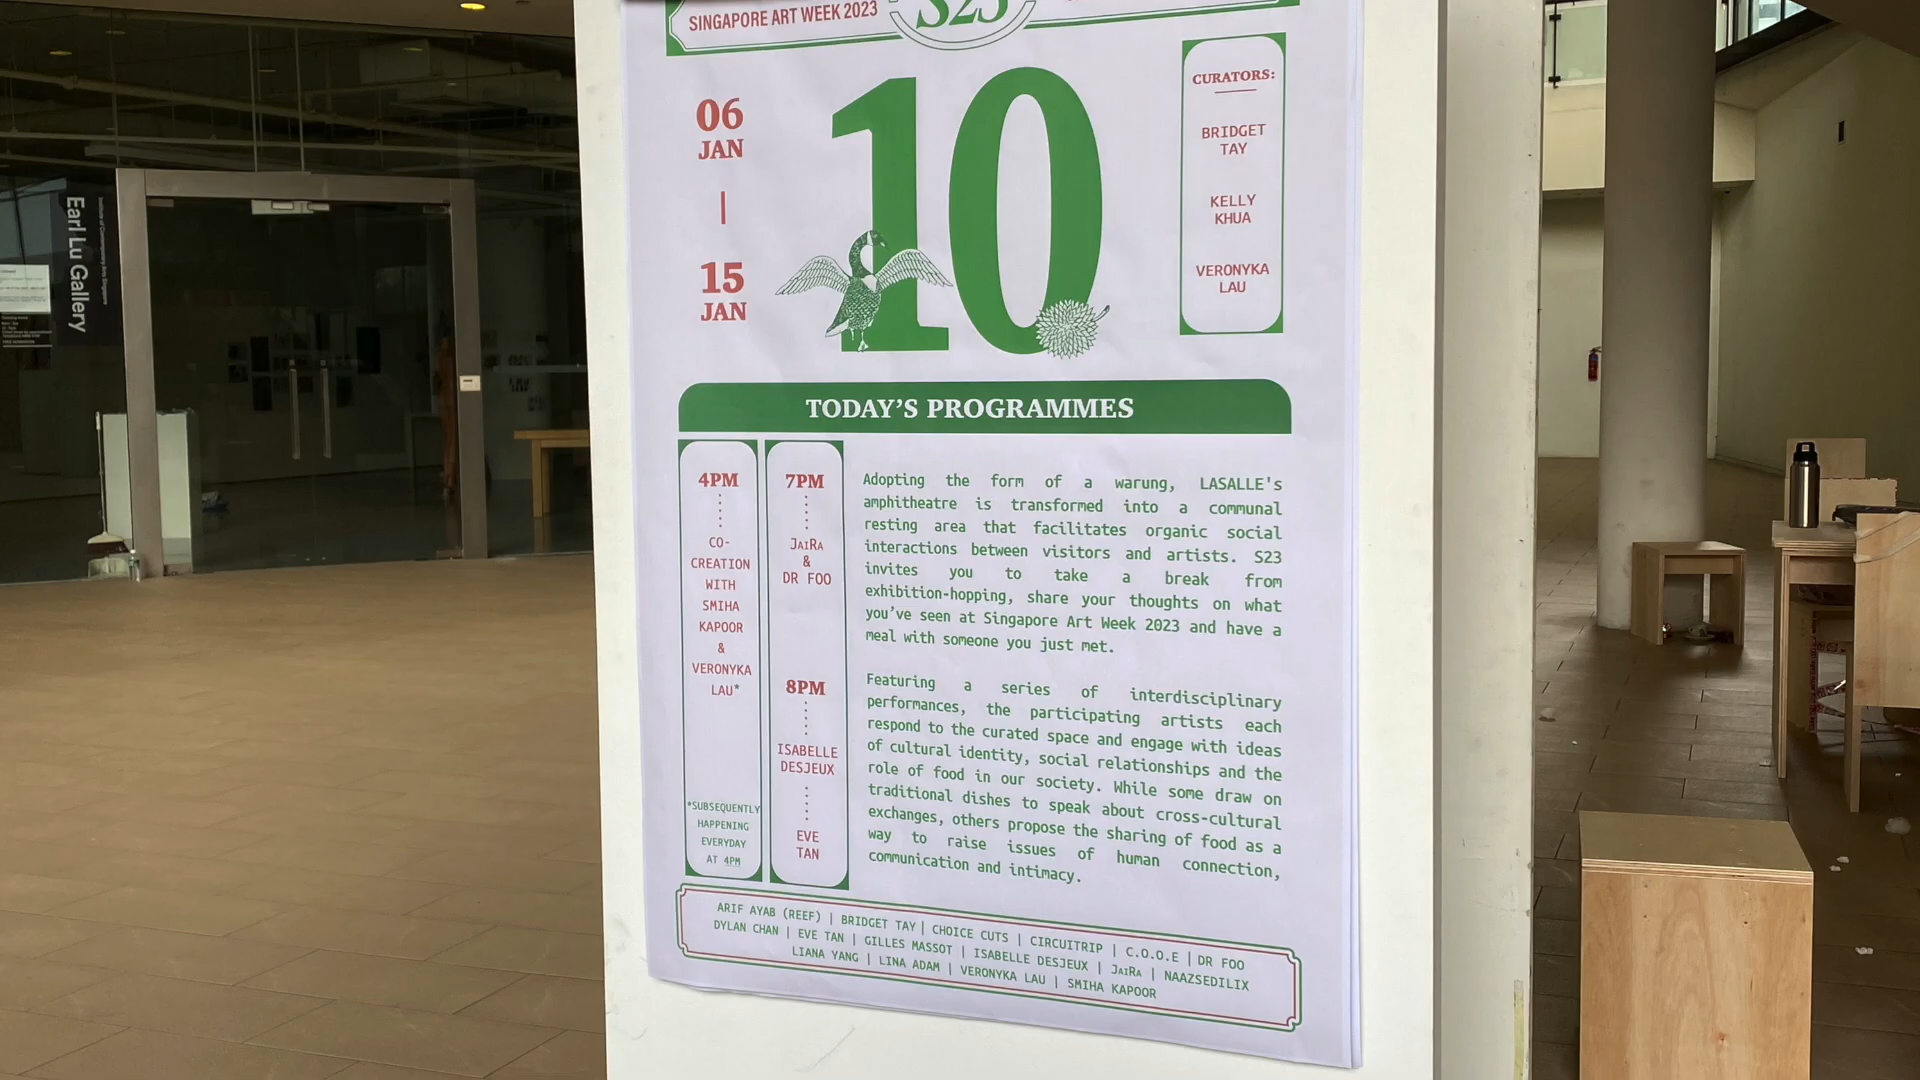 SINGAPORE ART WEEK 2023
S23
06
JAN
15
JAN
10
CURATORS:
BRIDGET
TAY
KELLY
KHUA
VERONYKA
LAU
TODAY'S PROGRAMMES
4PM
CO-
CREATION
WITH
SMIHA
KAPOOR
&
VERONYKA
LAU*
*SUBSEQUENTLY
HAPPENING
EVERYDAY
AT 4PM
7PM
JAIRA
&
DR FOO
8PM
ISABELLE
DESJEUX
EVE
TAN
Adopting the form of a warung, LASALLE's
amphitheatre is transformed into a communal
resting area that facilitates organic social
interactions between visitors and artists. S23
invites you to take a break from
exhibition-hopping, share your thoughts on what
you've seen at Singapore Art Week 2023 and have a
meal with someone you just met.
Featuring a series of interdisciplinary
performances, the participating artists each
respond to the curated space and engage with ideas
of cultural identity, social relationships and the
role of food in our society. While some draw on
traditional dishes to speak about cross-cultural
exchanges, others propose the sharing of food as a
way to raise issues of human connection,
communication and intimacy.
ARIF AYAB (REEF) | BRIDGET TAY | CHOICE CUTS | CIRCUITRIP | C.O.O.E | DR FOO
DYLAN CHAN | EVE TAN | GILLES MASSOT | ISABELLE DESJEUX | JAIRA | NAAZSEDILIX
LIANA YANG | LINA ADAM | VERONYKA LAU | SMIHA KAPOOR
Institute of Contemporary Arts Singapore
Earl Lu Gallery